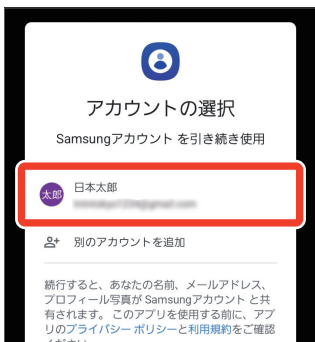 アカウントの選択
Samsungアカウント を引き続き使用
太郎
日本太郎
別のアカウントを追加
続行すると、あなたの名前、メールアドレス、
プロフィール写真が Samsungアカウント と共
有されます。 このアプリを使用する前に、アプ
リのプライバシー ポリシーと利用規約をご確認